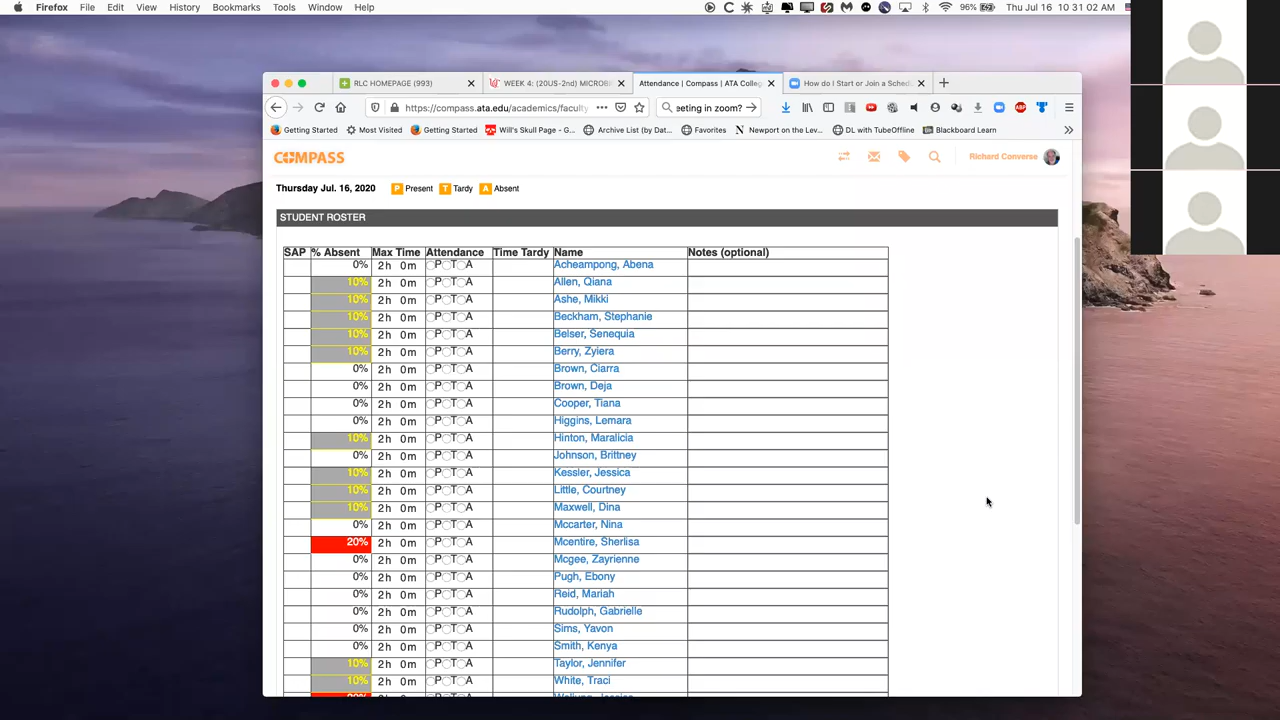 Firefox File Edit View History Bookmarks Tools Window Help 96% Thu Jul 16 10:31:02 AM
RLC HOMEPAGE (993) WEEK 4: (20US-2nd) MICROBI Attendance | Compass | ATA Colleg How do I Start or Join a Schedu
https://compass.ata.edu/academics/faculty eeting in zoom? ABP
Getting Started Most Visited Getting Started Will's Skull Page - G... Archive List (by Dat... Favorites Newport on the Lev... DL with TubeOffline Blackboard Learn
COMPASS Richard Converse
Thursday Jul. 16, 2020 P Present T Tardy A Absent
STUDENT ROSTER
SAP % Absent Max Time Attendance Time Tardy Name Notes (optional)
0% 2h 0m P T A Acheampong, Abena
10% 2h 0m P T A Allen, Qiana
10% 2h 0m P T A Ashe, Mikki
10% 2h 0m P T A Beckham, Stephanie
10% 2h 0m P T A Belser, Senequia
10% 2h 0m P T A Berry, Zyiera
0% 2h 0m P T A Brown, Ciarra
0% 2h 0m P T A Brown, Deja
0% 2h 0m P T A Cooper, Tiana
0% 2h 0m P T A Higgins, Lemara
10% 2h 0m P T A Hinton, Maralicia
0% 2h 0m P T A Johnson, Brittney
10% 2h 0m P T A Kessler, Jessica
10% 2h 0m P T A Little, Courtney
10% 2h 0m P T A Maxwell, Dina
0% 2h 0m P T A Mccarter, Nina
20% 2h 0m P T A Mcentire, Sherlisa
0% 2h 0m P T A Mcgee, Zayrienne
0% 2h 0m P T A Pugh, Ebony
0% 2h 0m P T A Reid, Mariah
0% 2h 0m P T A Rudolph, Gabrielle
0% 2h 0m P T A Sims, Yavon
0% 2h 0m P T A Smith, Kenya
10% 2h 0m P T A Taylor, Jennifer
10% 2h 0m P T A White, Traci